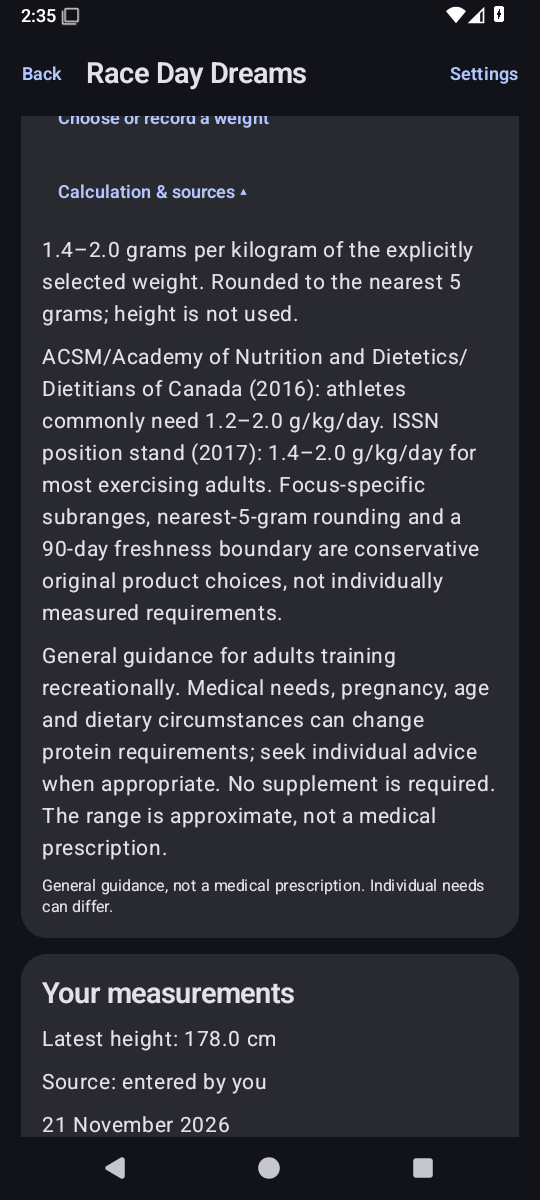 2:35
Back
Race Day Dreams
Settings
Choose or record a weight
Calculation & sources ▴
1.4–2.0 grams per kilogram of the explicitly
selected weight. Rounded to the nearest 5
grams; height is not used.
ACSM/Academy of Nutrition and Dietetics/
Dietitians of Canada (2016): athletes
commonly need 1.2–2.0 g/kg/day. ISSN
position stand (2017): 1.4–2.0 g/kg/day for
most exercising adults. Focus-specific
subranges, nearest-5-gram rounding and a
90-day freshness boundary are conservative
original product choices, not individually
measured requirements.
General guidance for adults training
recreationally. Medical needs, pregnancy, age
and dietary circumstances can change
protein requirements; seek individual advice
when appropriate. No supplement is required.
The range is approximate, not a medical
prescription.
General guidance, not a medical prescription. Individual needs
can differ.
Your measurements
Latest height: 178.0 cm
Source: entered by you
21 November 2026